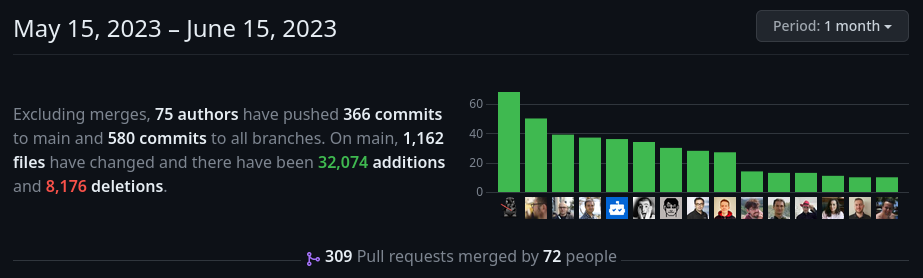 May 15, 2023 – June 15, 2023
Period: 1 month
Excluding merges, 75 authors have pushed 366 commits
to main and 580 commits to all branches. On main, 1,162
files have changed and there have been 32,074 additions
and 8,176 deletions.
60
40
20
0
309 Pull requests merged by 72 people